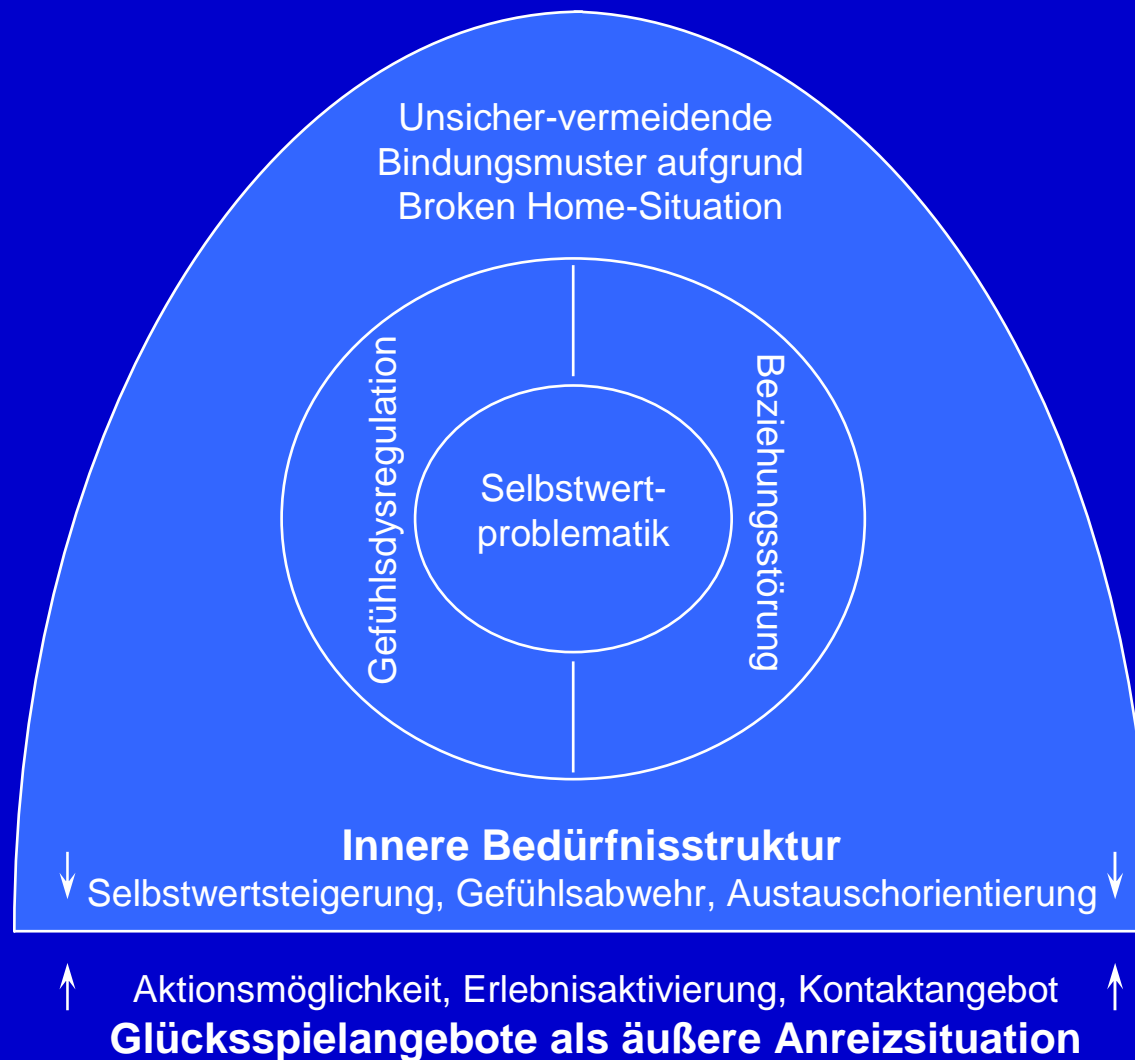 Unsicher-vermeidende
Bindungsmuster aufgrund
Broken Home-Situation
Gefühlsdysregulation
Beziehungsstörung
Selbstwert-
problematik
Innere Bedürfnisstruktur
Selbstwertsteigerung, Gefühlsabwehr, Austauschorientierung
Aktionsmöglichkeit, Erlebnisaktivierung, Kontaktangebot
Glücksspielangebote als äußere Anreizsituation